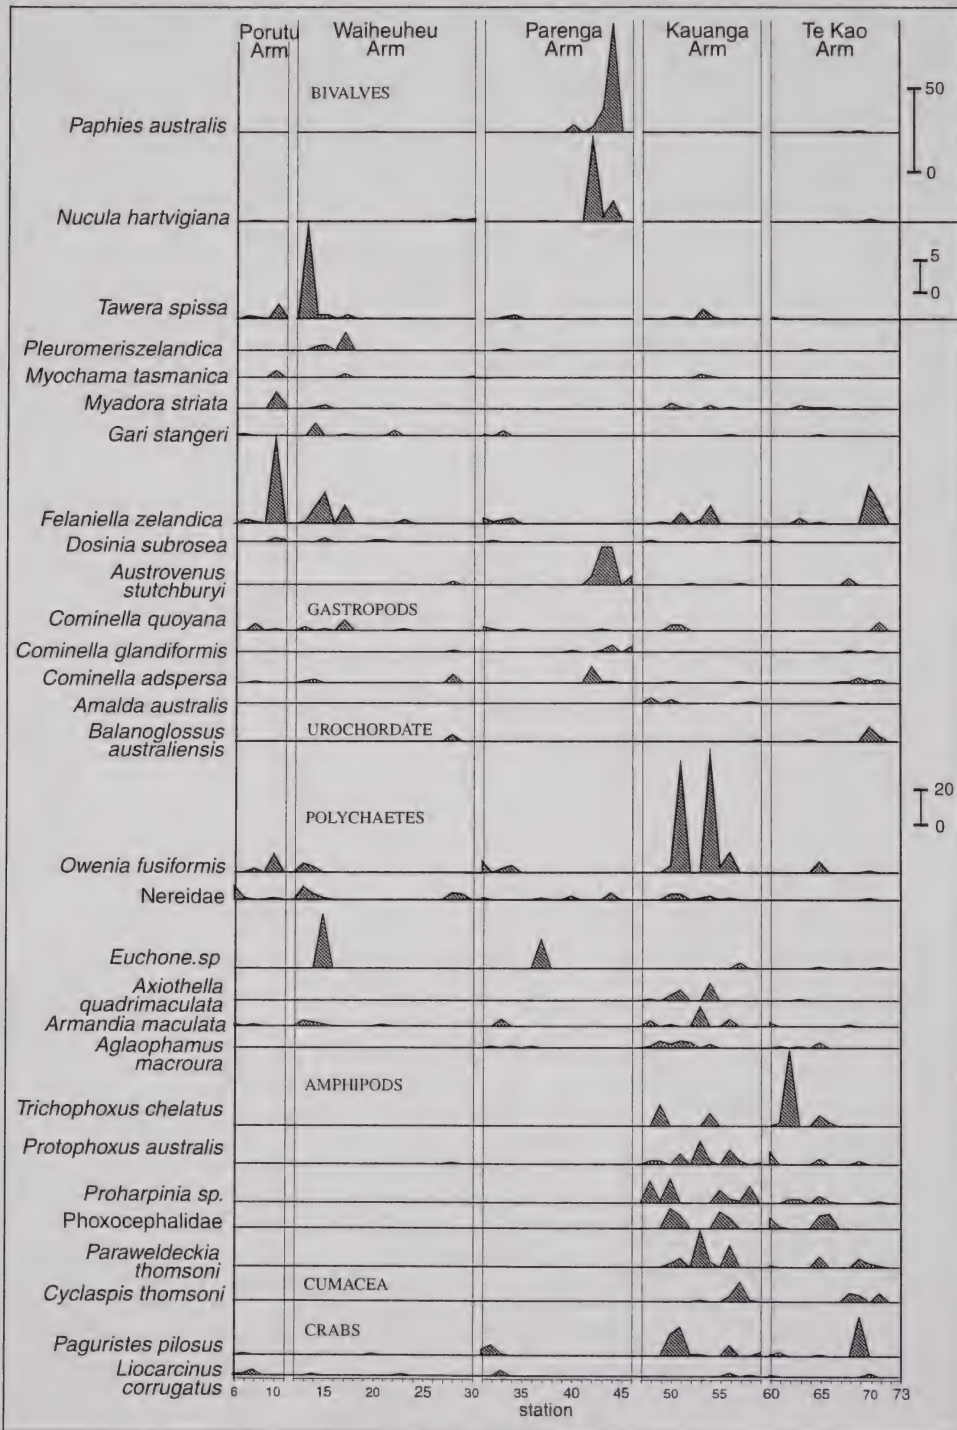 Porutu Waiheuheu Parenga Kauanga Te Kao
Arm Arm Arm Arm Arm
BIVALVES
50
0
Paphies australis
Nucula hartvigiana
5
0
Tawera spissa
Pleuromeriszelandica
Myochama tasmanica
Myadora striata
Gari stangeri
Felaniella zelandica
Dosinia subrosea
Austrovenus
stutchburyi
GASTROPODS
Cominella quoyana
Cominella glandiformis
Cominella adspersa
Amalda australis
UROCHORDATE
Balanoglossus
australiensis
20
0
POLYCHAETES
Owenia fusiformis
Nereidae
Euchone.sp
Axiothella
quadrimaculata
Armandia maculata
Aglaophamus
macroura
AMPHIPODS
Trichophoxus chelatus
Protophoxus australis
Proharpinia sp.
Phoxocephalidae
Paraweldeckia
thomsoni
CUMACEA
Cyclaspis thomsoni
CRABS
Paguristes pilosus
Liocarcinus
corrugatus
6 10 15 20 25 30 35 40 45 50 55 60 65 70 73
station